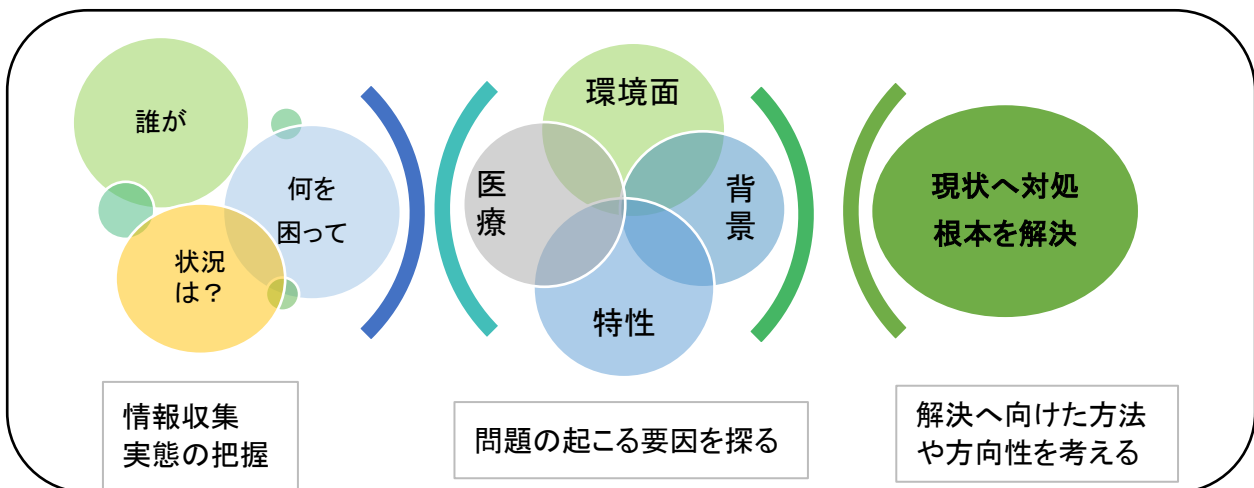 誰が
何を
困って
状況
は？
情報収集
実態の把握
環境面
医
療
背
景
特性
問題の起こる要因を探る
現状へ対処
根本を解決
解決へ向けた方法
や方向性を考える